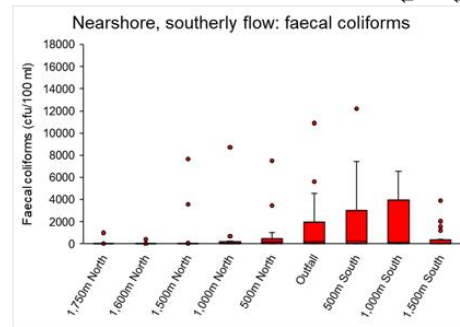 Nearshore, southerly flow: faecal coliforms
Faecal coliforms (cfu/100 ml)
18000
16000
14000
12000
10000
8000
6000
4000
2000
0
1,750m North
1,600m North
1,500m North
1,000m North
500m North
Outfall
500m South
1,000m South
1,500m South